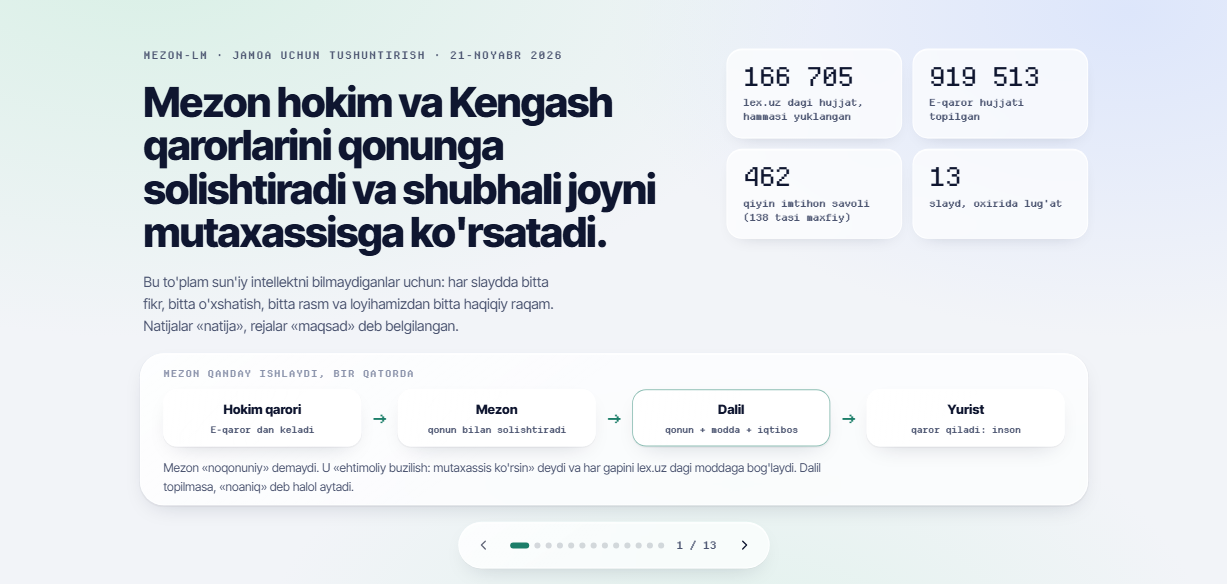 MEZON-LM · JAMOA UCHUN TUSHUNTIRISH · 21-NOYABR 2026
Mezon hokim va Kengash
qarorlarini qonunga
solishtiradi va shubhali joyni
mutaxassisga ko'rsatadi.
Bu to'plam sun'iy intellektni bilmaydiganlar uchun: har slaydda bitta
fikr, bitta o'xshatish, bitta rasm va loyihamizdan bitta haqiqiy raqam.
Natijalar «natija», rejalar «maqsad» deb belgilangan.
166 705
lex.uz dagi hujjat,
hammasi yuklangan
919 513
E-qaror hujjati
topilgan
462
qiyin imtihon savoli
(138 tasi maxfiy)
13
slayd, oxirida lug'at
MEZON QANDAY ISHLAYDI, BIR QATORDA
Hokim qarori
E-qaror dan keladi
→
Mezon
qonun bilan solishtiradi
→
Dalil
qonun + modda + iqtibos
→
Yurist
qaror qiladi: inson
Mezon «noqonuniy» demaydi. U «ehtimoliy buzilish: mutaxassis ko'rsin» deydi va har gapini lex.uz dagi moddaga bog'laydi. Dalil
topilmasa, «noaniq» deb halol aytadi.
1 / 13